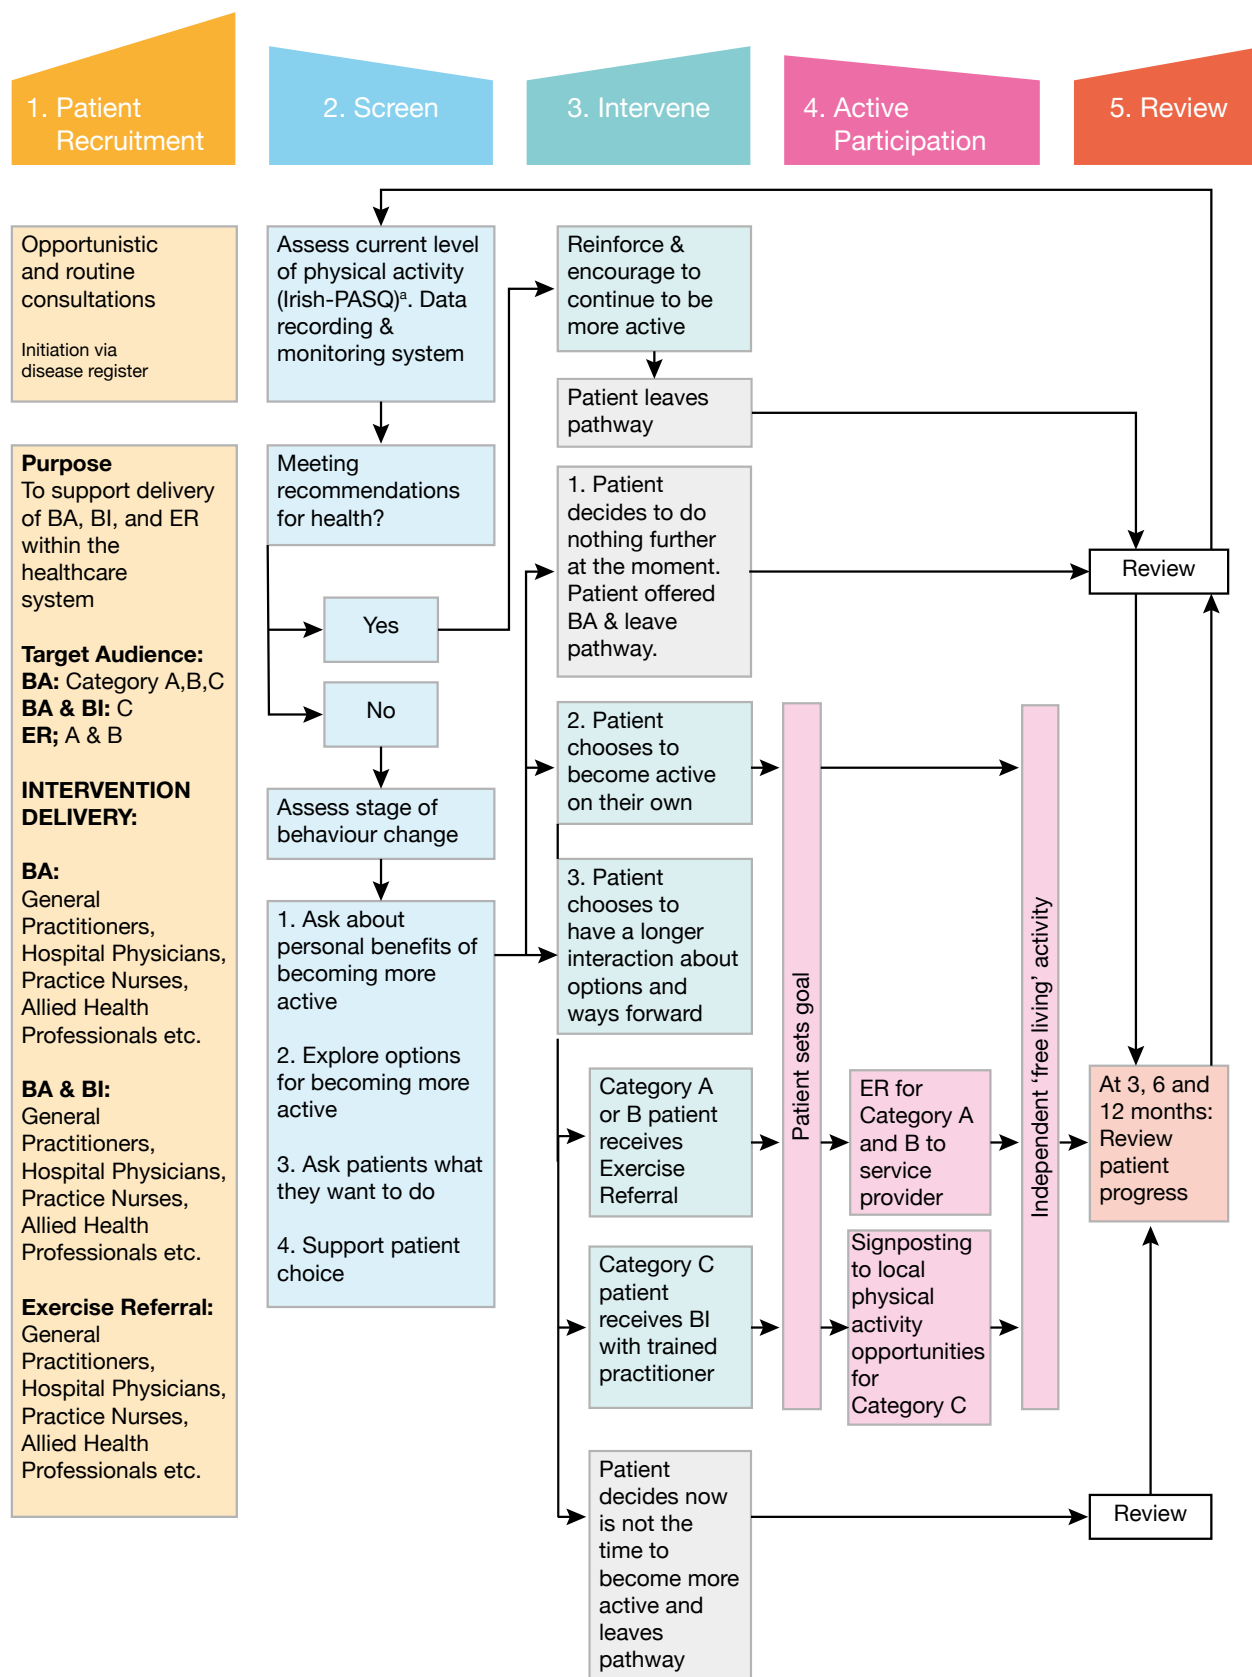 1. Patient
Recruitment
2. Screen
3. Intervene
4. Active
Participation
5. Review
Opportunistic
and routine
consultations
Initiation via
disease register
Purpose
To support delivery
of BA, BI, and ER
within the
healthcare
system
Target Audience:
BA: Category A,B,C
BA & BI: C
ER; A & B
INTERVENTION
DELIVERY:
BA:
General
Practitioners,
Hospital Physicians,
Practice Nurses,
Allied Health
Professionals etc.
BA & BI:
General
Practitioners,
Hospital Physicians,
Practice Nurses,
Allied Health
Professionals etc.
Exercise Referral:
General
Practitioners,
Hospital Physicians,
Practice Nurses,
Allied Health
Professionals etc.
Assess current level
of physical activity
(Irish-PASQ)ª. Data
recording &
monitoring system
Meeting
recommendations
for health?
Yes
No
Assess stage of
behaviour change
1. Ask about
personal benefits of
becoming more
active
2. Explore options
for becoming more
active
3. Ask patients what
they want to do
4. Support patient
choice
Reinforce &
encourage to
continue to be
more active
Patient leaves
pathway
1. Patient
decides to do
nothing further
at the moment.
Patient offered
BA & leave
pathway.
2. Patient
chooses to
become active
on their own
3. Patient
chooses to
have a longer
interaction about
options and
ways forward
Category A
or B patient
receives
Exercise
Referral
Category C
patient
receives BI
with trained
practitioner
Patient
decides now
is not the
time to
become more
active and
leaves
pathway
Patient sets goal
ER for
Category A
and B to
service
provider
Signposting
to local
physical
activity
opportunities
for
Category C
Independent ‘free living’ activity
Review
At 3, 6 and
12 months:
Review
patient
progress
Review